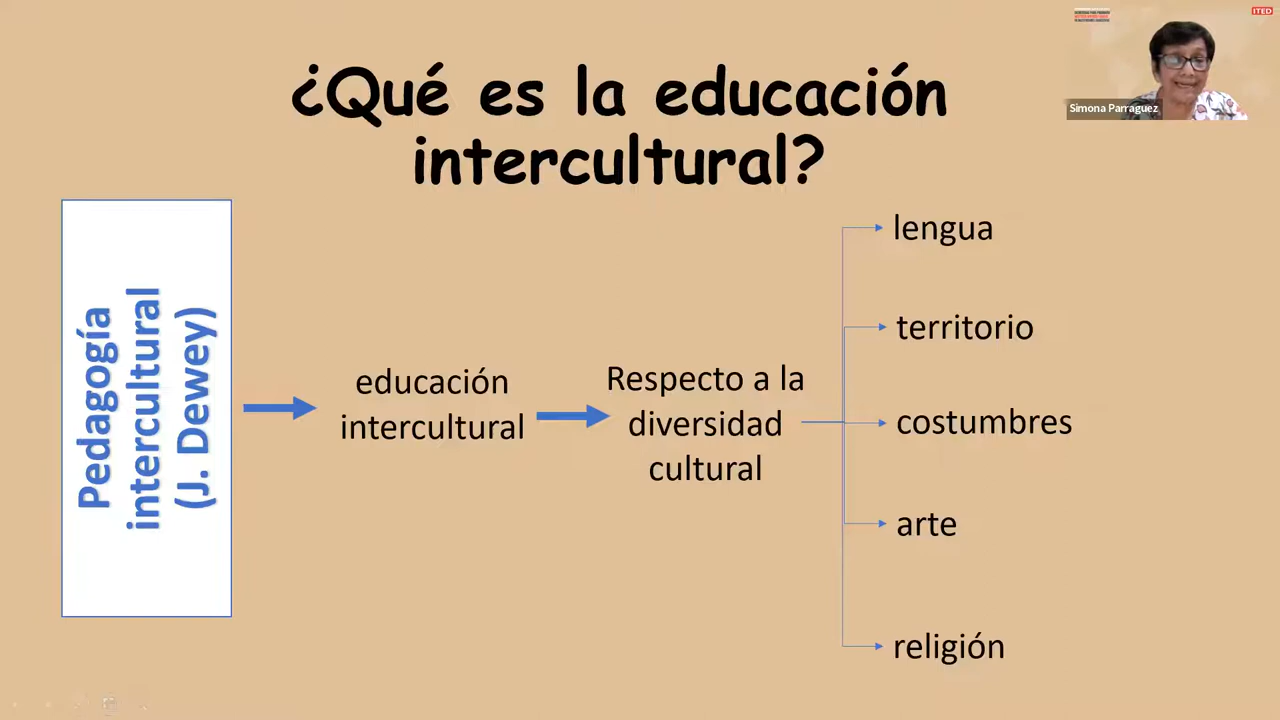 ¿Qué es la educación
intercultural?
Pedagogía
intercultural
(J. Dewey)
educación
intercultural
Respecto a la
diversidad
cultural
lengua
territorio
costumbres
arte
religión
Simona Parraguez
ITED